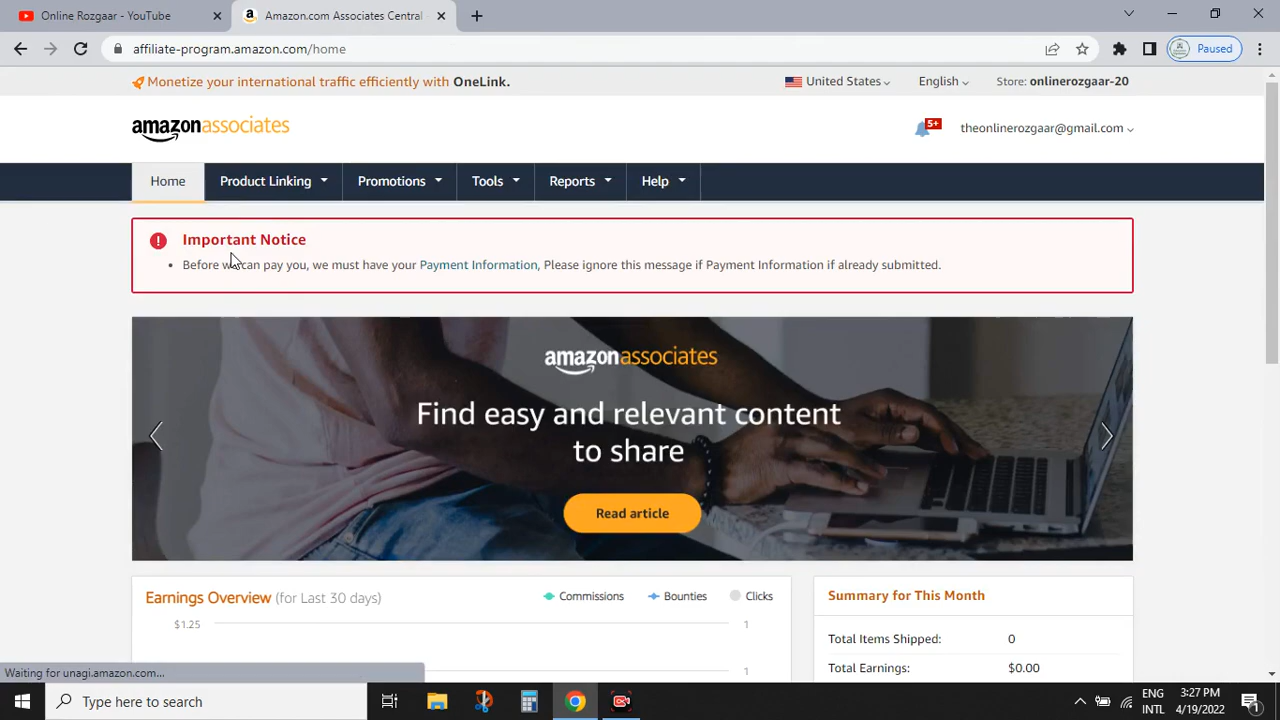 Online Rozgaar - YouTube
Amazon.com Associates Central -
affiliate-program.amazon.com/home
Paused
Monetize your international traffic efficiently with OneLink.
United States
English
Store: onlinerozgaar-20
amazonassociates
5+
theonlinerozgaar@gmail.com
Home
Product Linking
Promotions
Tools
Reports
Help
Important Notice
• Before we can pay you, we must have your Payment Information, Please ignore this message if Payment Information if already submitted.
amazonassociates
Find easy and relevant content
to share
Read article
Earnings Overview (for Last 30 days)
Commissions
Bounties
Clicks
Summary for This Month
$1.25
1
Total Items Shipped: 0
1
Total Earnings: $0.00
Waiting for unagi.amazon.com...
Type here to search
ENG
INTL
3:27 PM
4/19/2022
1